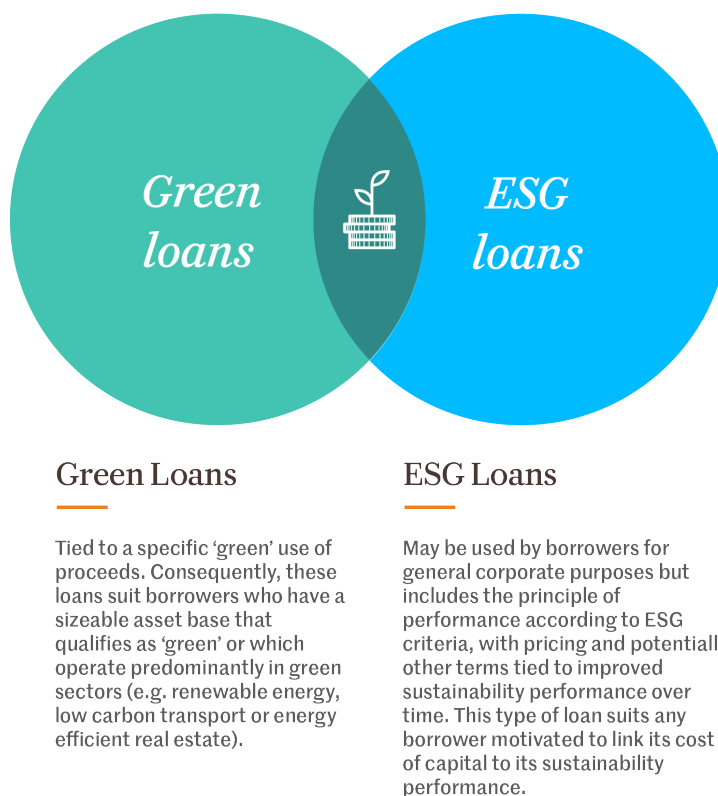 Green
loans
ESG
loans
Green Loans
Tied to a specific ‘green’ use of
proceeds. Consequently, these
loans suit borrowers who have a
sizeable asset base that
qualifies as ‘green’ or which
operate predominantly in green
sectors (e.g. renewable energy,
low carbon transport or energy
efficient real estate).
ESG Loans
May be used by borrowers for
general corporate purposes but
includes the principle of
performance according to ESG
criteria, with pricing and potentiall
other terms tied to improved
sustainability performance over
time. This type of loan suits any
borrower motivated to link its cost
of capital to its sustainability
performance.